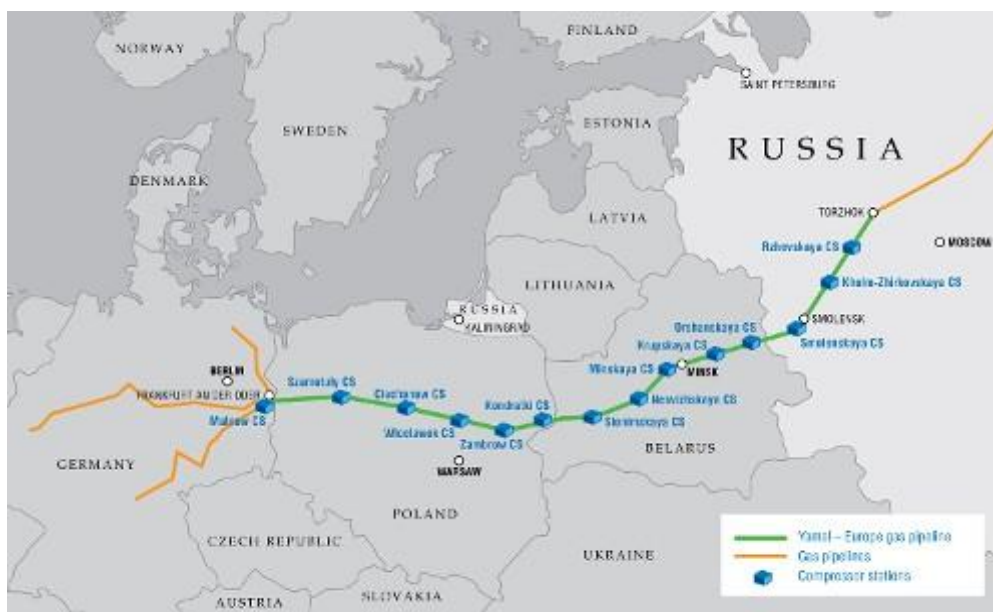 NORWAY
FINLAND
SAINT PETERSBURG
SWEDEN
ESTONIA
RUSSIA
DENMARK
LATVIA
TORZHOK
MOSCOW
Rzhevskaya CS
Kholm-Zhirkovskaya CS
LITHUANIA
RUSSIA
KALININGRAD
SMOLENSK
Smolenskaya CS
Orshanskaya CS
Krupskaya CS
Minskaya CS
MINSK
BERLIN
FRANKFURT AN DER ODER
Szamotuly CS
Ciechanow CS
Kondratki CS
Nesvizhskaya CS
Mallnow CS
Wloclawek CS
Slonimskaya CS
Zambrow CS
BELARUS
GERMANY
WARSAW
POLAND
CZECH REPUBLIC
UKRAINE
AUSTRIA
SLOVAKIA
Yamal – Europe gas pipeline
Gas pipelines
Compressor stations